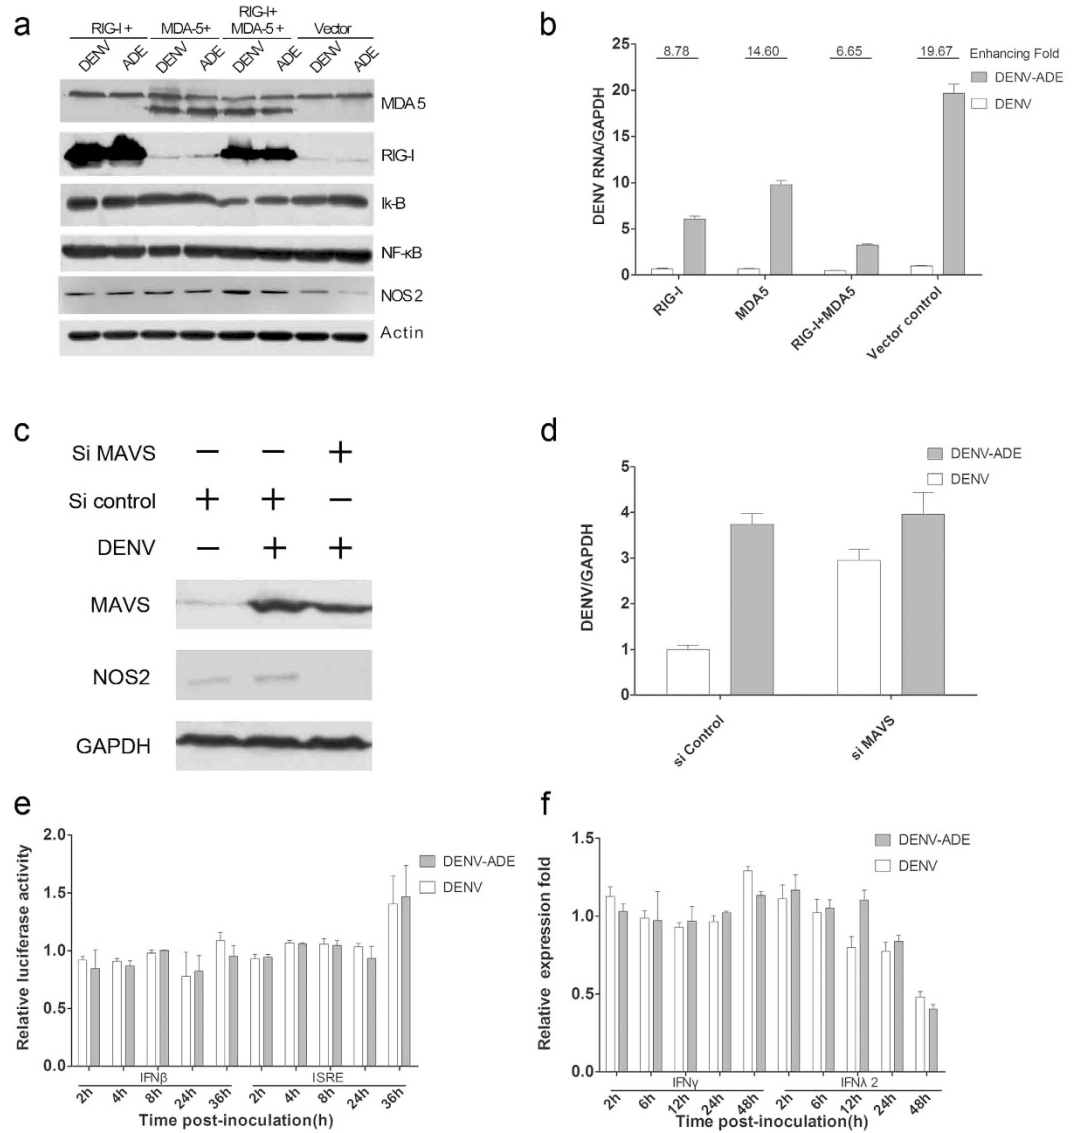 a
RIG-I +
MDA-5+
RIG-I+
MDA-5 +
Vector
DENV
ADE
DENV
ADE
DENV
ADE
DENV
ADE
MDA 5
RIG-I
Ik-B
NF-κB
NOS 2
Actin
b
8.78
14.60
6.65
19.67
Enhancing Fold
DENV-ADE
DENV
DENV RNA/GAPDH
25
20
15
10
5
0
RIG-I
MDA5
RIG-I+MDA5
Vector control
c
Si MAVS
— — +
Si control
+ + —
DENV
— + +
MAVS
NOS2
GAPDH
d
DENV-ADE
DENV
DENV/GAPDH
5
4
3
2
1
0
si Control
si MAVS
e
DENV-ADE
DENV
Relative luciferase activity
2.0
1.5
1.0
0.5
0.0
2h
4h
8h
24h
36h
2h
4h
8h
24h
36h
IFNβ
ISRE
Time post-inoculation(h)
f
DENV-ADE
DENV
Relative expression fold
1.5
1.0
0.5
0.0
2h
6h
12h
24h
48h
2h
6h
12h
24h
48h
IFNγ
IFNλ 2
Time post-inoculation(h)